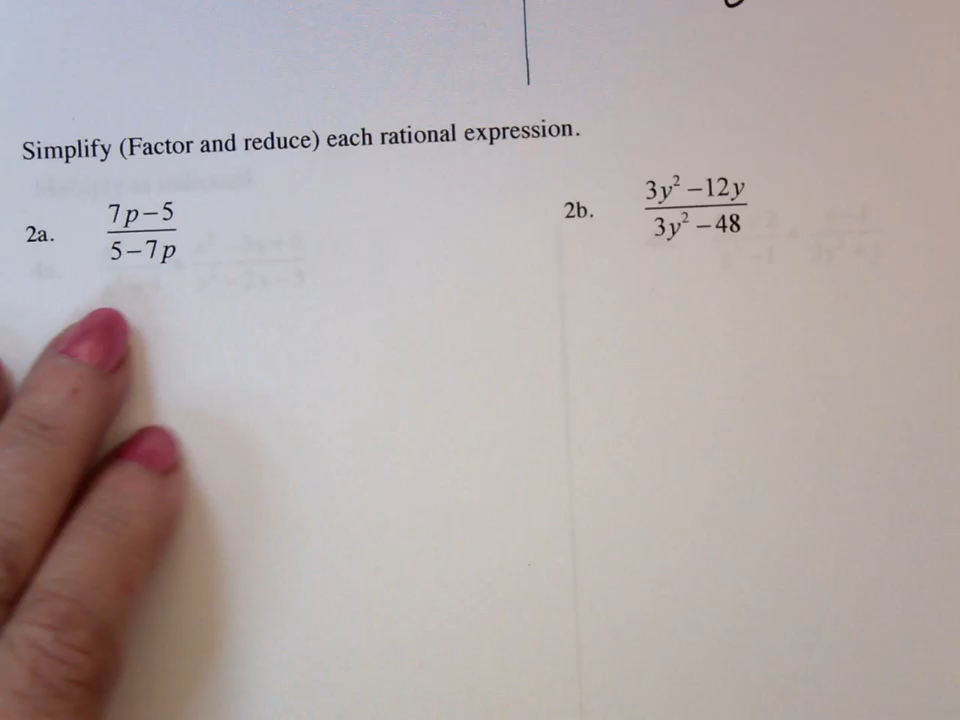 Simplify (Factor and reduce) each rational expression.
2a. 7p-5
5-7p
2b. 3y² -12y
3y² -48